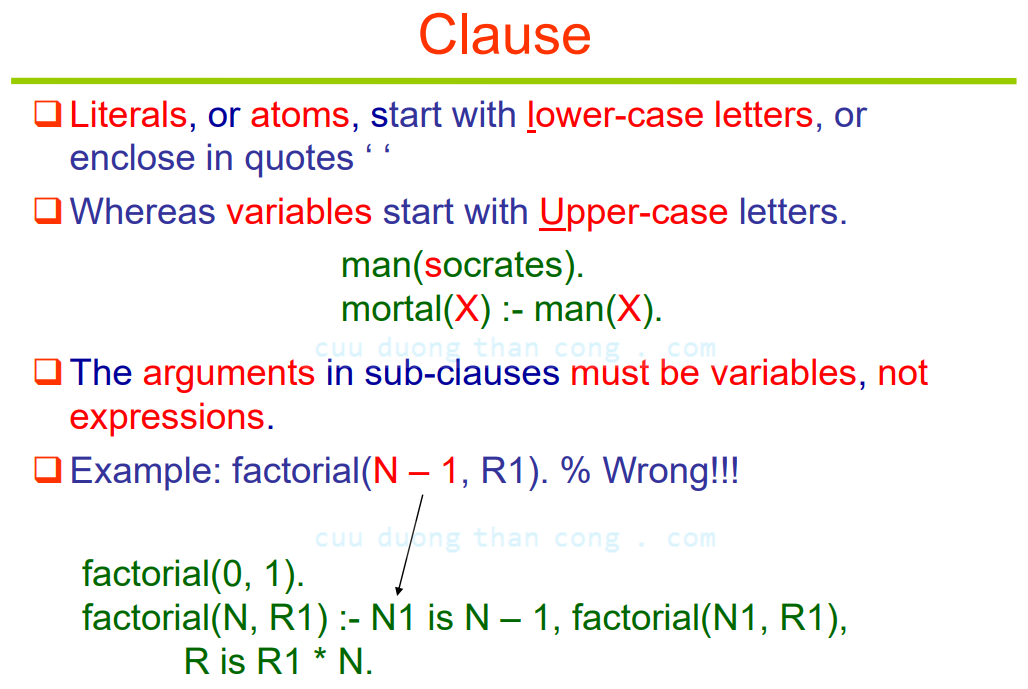 Clause
Literals, or atoms, start with lower-case letters, or
enclose in quotes ‘ ‘
Whereas variables start with Upper-case letters.
man(socrates).
mortal(X) :- man(X).
cuu duong than cong . com
The arguments in sub-clauses must be variables, not
expressions.
Example: factorial(N – 1, R1). % Wrong!!!
cuu duong than cong . com
factorial(0, 1).
factorial(N, R1) :- N1 is N – 1, factorial(N1, R1),
R is R1 * N.